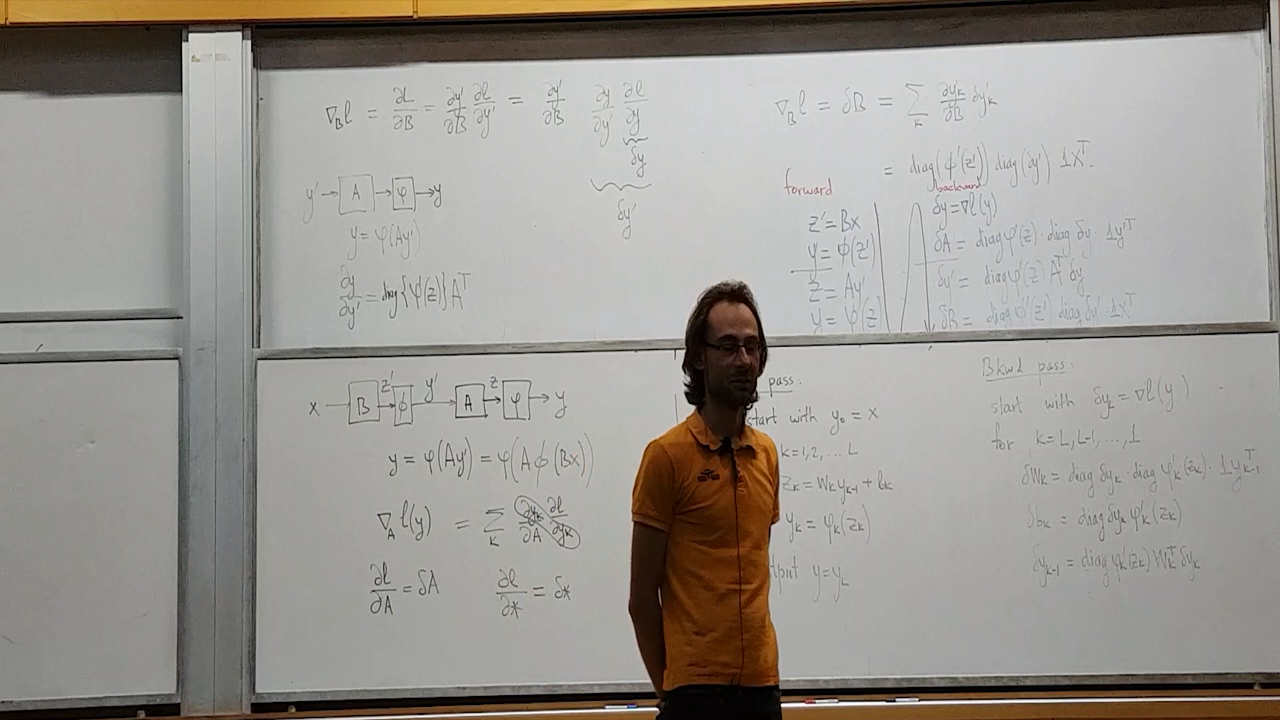 ∇_B l = ∂L/∂B = ∂y'/∂B ∂l/∂y' = ∂y'/∂B ∂y/∂y' ∂l/∂y
δy
δy'
y' → A → φ → y
y = φ(Ay')
∂y/∂y' = diag{φ'(z)} A^T
∇_B l = δB = Σ_k ∂y'_k/∂B δy'_k
= diag(ϕ'(z')) diag(δy') 1x^T
forward
z' = Bx
y' = ϕ(z')
z = Ay'
y = φ(z)
backward
δy = ∇l(y)
δA = diag φ'(z) · diag δy · 1y'^T
δy' = diag φ'(z) A^T δy
δB = diag ϕ'(z') diag δy' · 1x^T
x → B z' → ϕ y' → A z → φ → y
y = φ(Ay') = φ(Aϕ(Bx))
∇_A l(y) = Σ_k ∂y_k/∂A ∂l/∂y_k
∂l/∂A = δA ∂l/∂* = δ*
pass:
start with y_0 = x
k = 1,2, ... L
z_k = W_k y_{k-1} + b_k
y_k = φ_k(z_k)
y = y_L
Bkwd pass:
start with δy_L = ∇l(y)
for k = L, L-1, ..., 1
δW_k = diag δy_k · diag φ'_k(z_k) · 1y_{k-1}^T
δb_k = diag δy_k φ'_k(z_k)
δy_{k-1} = diag φ'_k(z_k) W_k^T δy_k